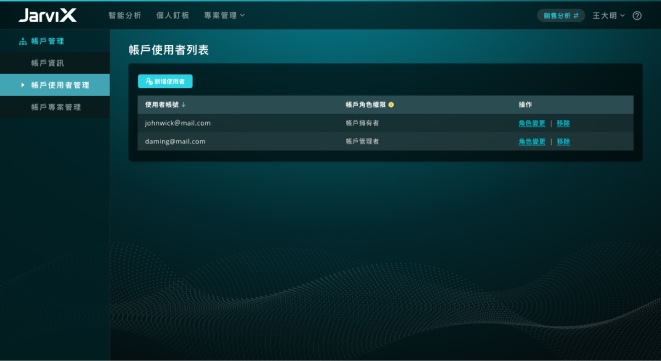 JarviX 智能分析 個人釘板 專案管理 銷售分析 王大明
帳戶管理
帳戶資訊
帳戶使用者管理
帳戶專案管理
帳戶使用者列表
新增使用者
使用者帳號 ↓ 帳戶角色權限 操作
johnwick@mail.com 帳戶擁有者 角色變更 | 移除
daming@mail.com 帳戶管理者 角色變更 | 移除